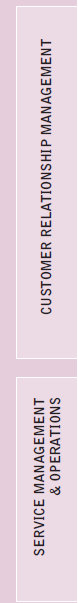 CUSTOMER RELATIONSHIP MANAGEMENT
SERVICE MANAGEMENT
& OPERATIONS